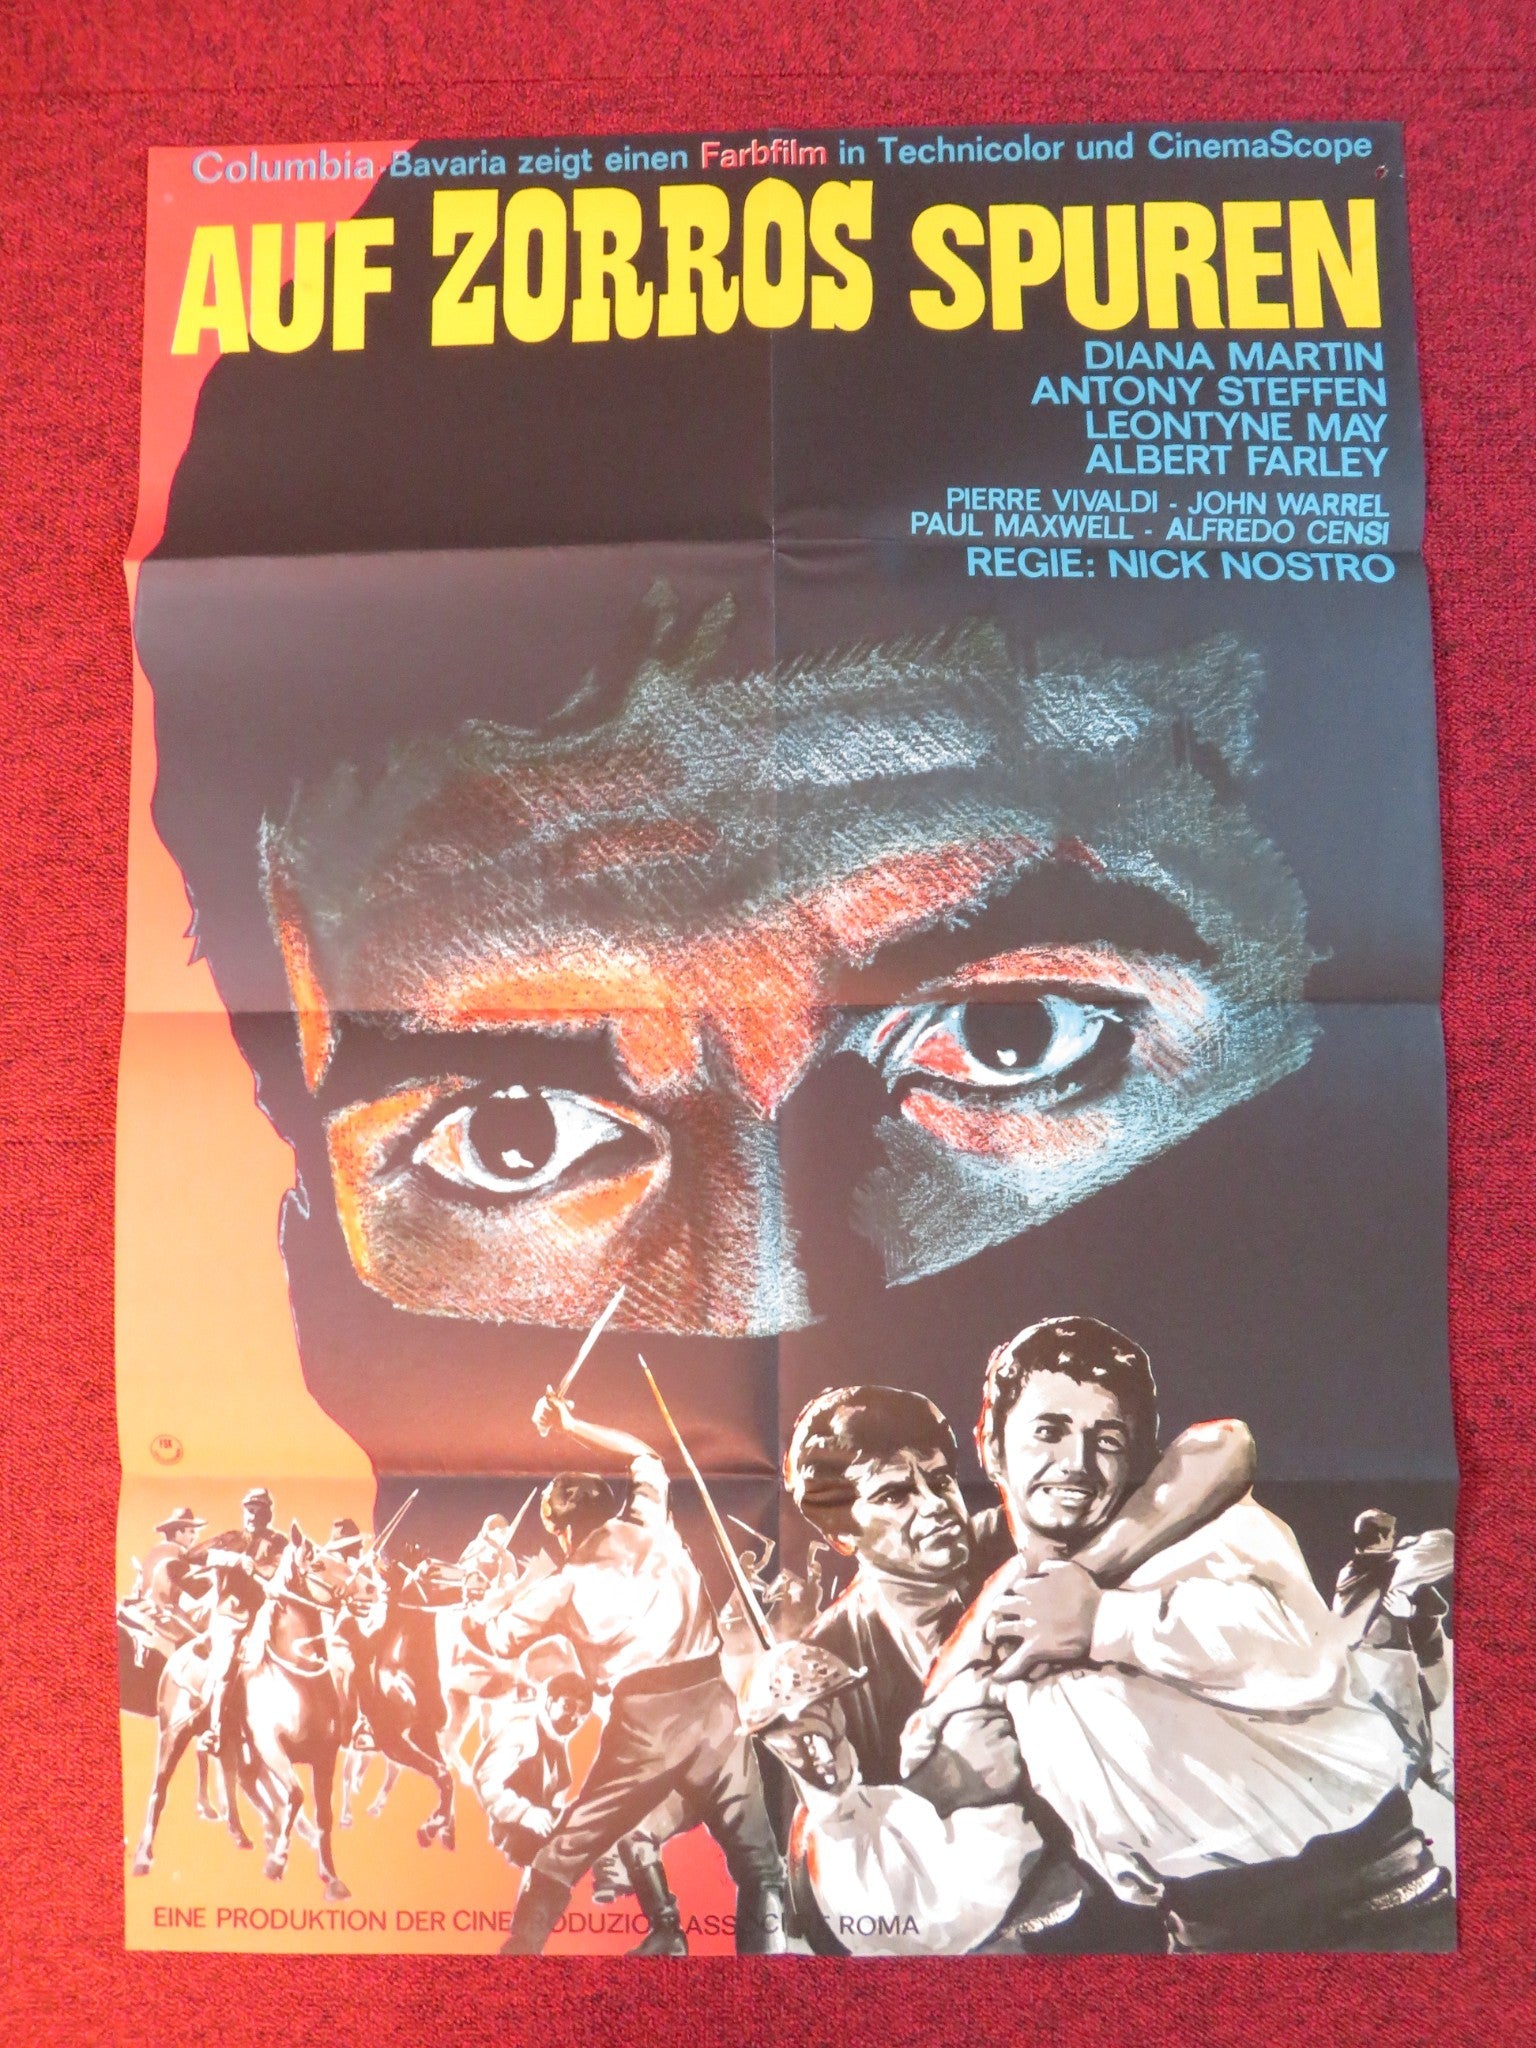 Columbia-Bavaria zeigt einen Farbfilm in Technicolor und CinemaScope
AUF ZORROS SPUREN
DIANA MARTIN
ANTONY STEFFEN
LEONTYNE MAY
ALBERT FARLEY
PIERRE VIVALDI - JOHN WARREL
PAUL MAXWELL - ALFREDO CENSI
REGIE: NICK NOSTRO
FSK
EINE PRODUKTION DER ROMA